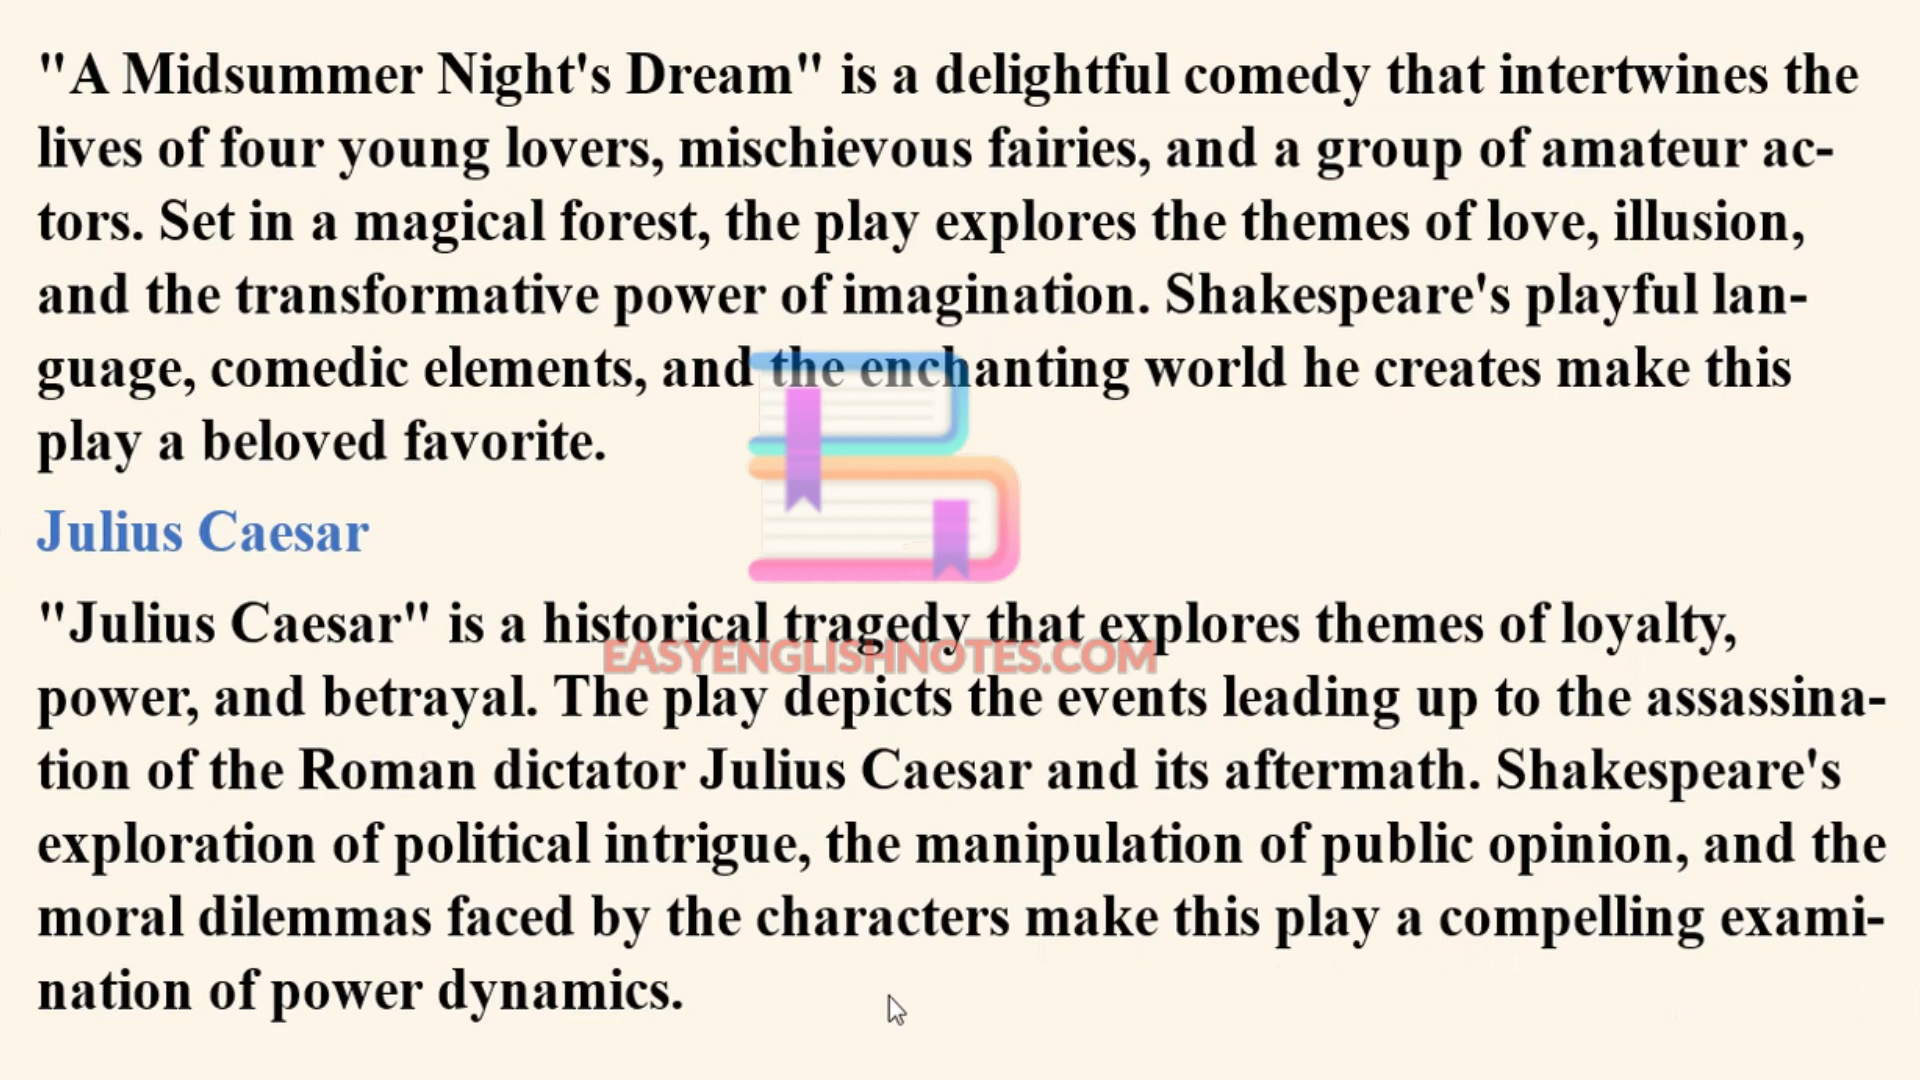 "A Midsummer Night's Dream" is a delightful comedy that intertwines the
lives of four young lovers, mischievous fairies, and a group of amateur ac-
tors. Set in a magical forest, the play explores the themes of love, illusion,
and the transformative power of imagination. Shakespeare's playful lan-
guage, comedic elements, and the enchanting world he creates make this
play a beloved favorite.
Julius Caesar
"Julius Caesar" is a historical tragedy that explores themes of loyalty,
EASYENGLISHNOTES.COM
power, and betrayal. The play depicts the events leading up to the assassina-
tion of the Roman dictator Julius Caesar and its aftermath. Shakespeare's
exploration of political intrigue, the manipulation of public opinion, and the
moral dilemmas faced by the characters make this play a compelling exami-
nation of power dynamics.